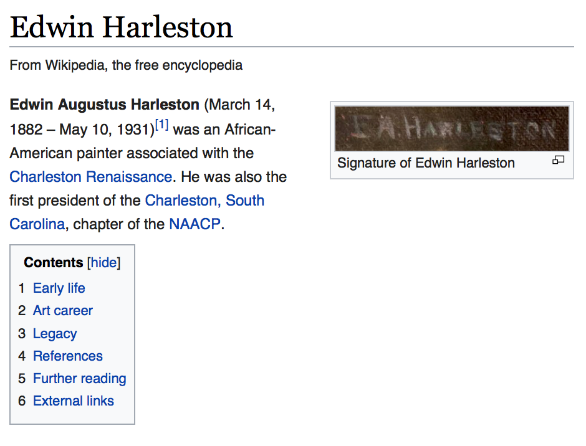 Edwin Harleston
From Wikipedia, the free encyclopedia
Edwin Augustus Harleston (March 14,
1882 – May 10, 1931)[1] was an African-
American painter associated with the
Charleston Renaissance. He was also the
first president of the Charleston, South
Carolina, chapter of the NAACP.
E A. HARLESTON
Signature of Edwin Harleston
Contents [hide]
1 Early life
2 Art career
3 Legacy
4 References
5 Further reading
6 External links